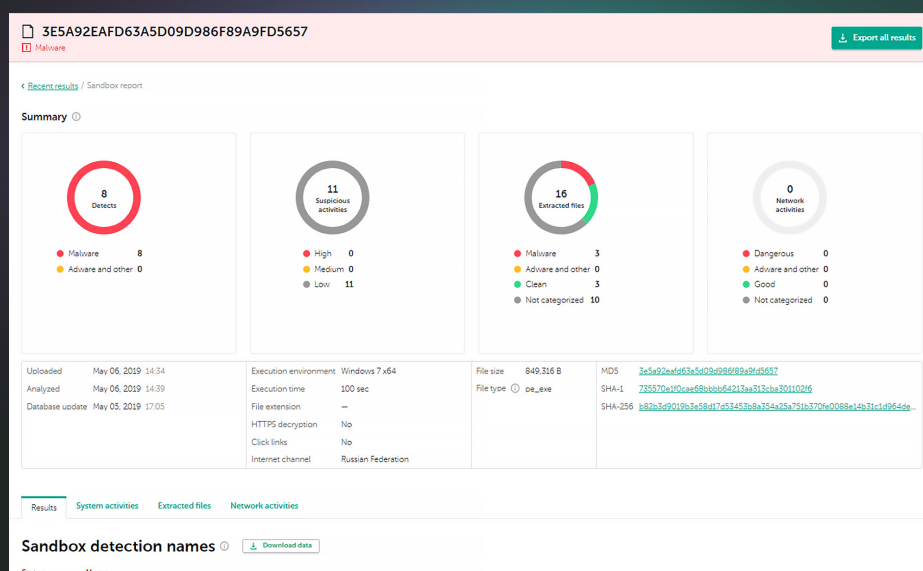 3E5A92EAFD63A5D09D986F89A9FD5657
Malware
Export all results
Recent results / Sandbox report
Summary
8
Detects
Malware 8
Adware and other 0
11
Suspicious
activities
High 0
Medium 0
Low 11
16
Extracted files
Malware 3
Adware and other 0
Clean 3
Not categorized 10
0
Network
activities
Dangerous 0
Adware and other 0
Good 0
Not categorized 0
Uploaded May 06, 2019 14:34
Analyzed May 06, 2019 14:39
Database update May 05, 2019 17:05
Execution environment Windows 7 x64
Execution time 100 sec
File extension —
HTTPS decryption No
Click links No
Internet channel Russian Federation
File size 849,316 B
File type pe_exe
MD5 3e5a92eafd63a5d09d986f89a9fd5657
SHA-1 735570e1f0cae68bbbb64213aa313cba301102f6
SHA-256 b82b3d9019b3e58d17d53453b8a354a25a751b370fe0088e14b31c1d964de...
Results System activities Extracted files Network activities
Sandbox detection names Download data